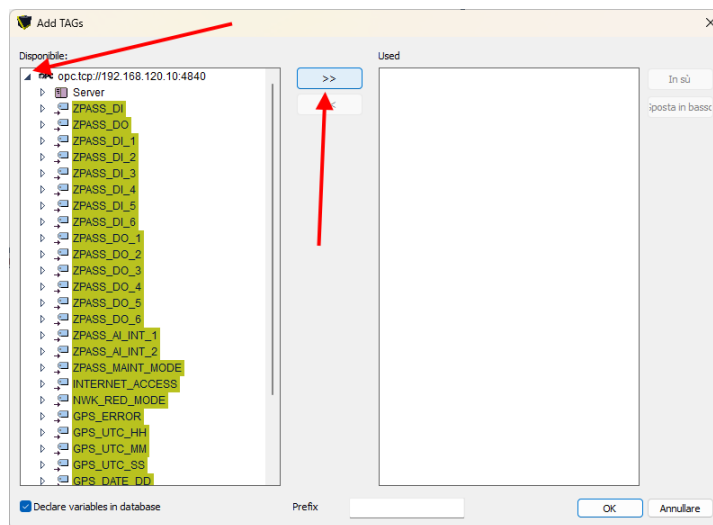 Add TAGs
Disponibile:
Used
opc.tcp://192.168.120.10:4840
>>
In sù
Server
ZPASS_DI
Sposta in basso
ZPASS_DO
ZPASS_DI_1
ZPASS_DI_2
ZPASS_DI_3
ZPASS_DI_4
ZPASS_DI_5
ZPASS_DI_6
ZPASS_DO_1
ZPASS_DO_2
ZPASS_DO_3
ZPASS_DO_4
ZPASS_DO_5
ZPASS_DO_6
ZPASS_AI_INT_1
ZPASS_AI_INT_2
ZPASS_MAINT_MODE
INTERNET_ACCESS
NWK_RED_MODE
GPS_ERROR
GPS_UTC_HH
GPS_UTC_MM
GPS_UTC_SS
GPS_DATE_DD
Declare variables in database
Prefix
OK
Annullare